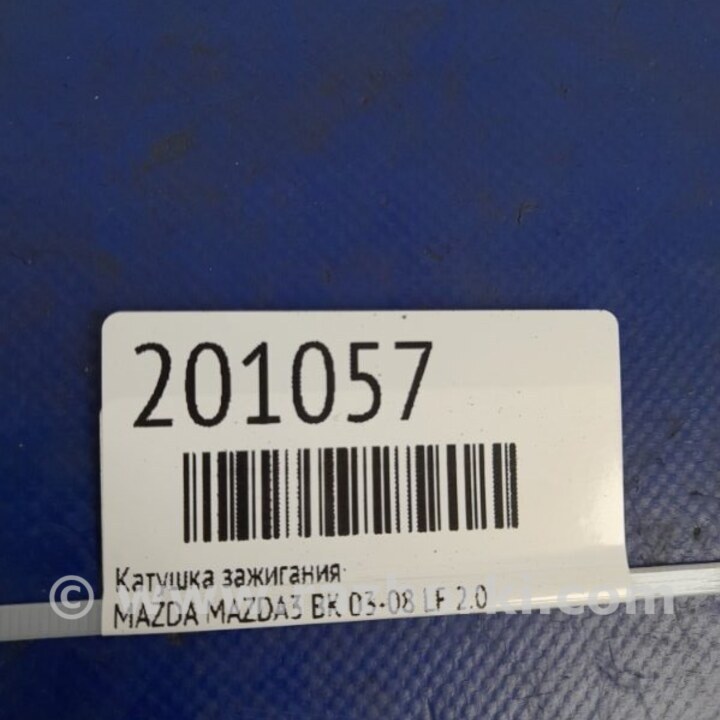 201057
Катушка зажигания
MAZDA MAZDA3 BK 03-08 LF 2.0